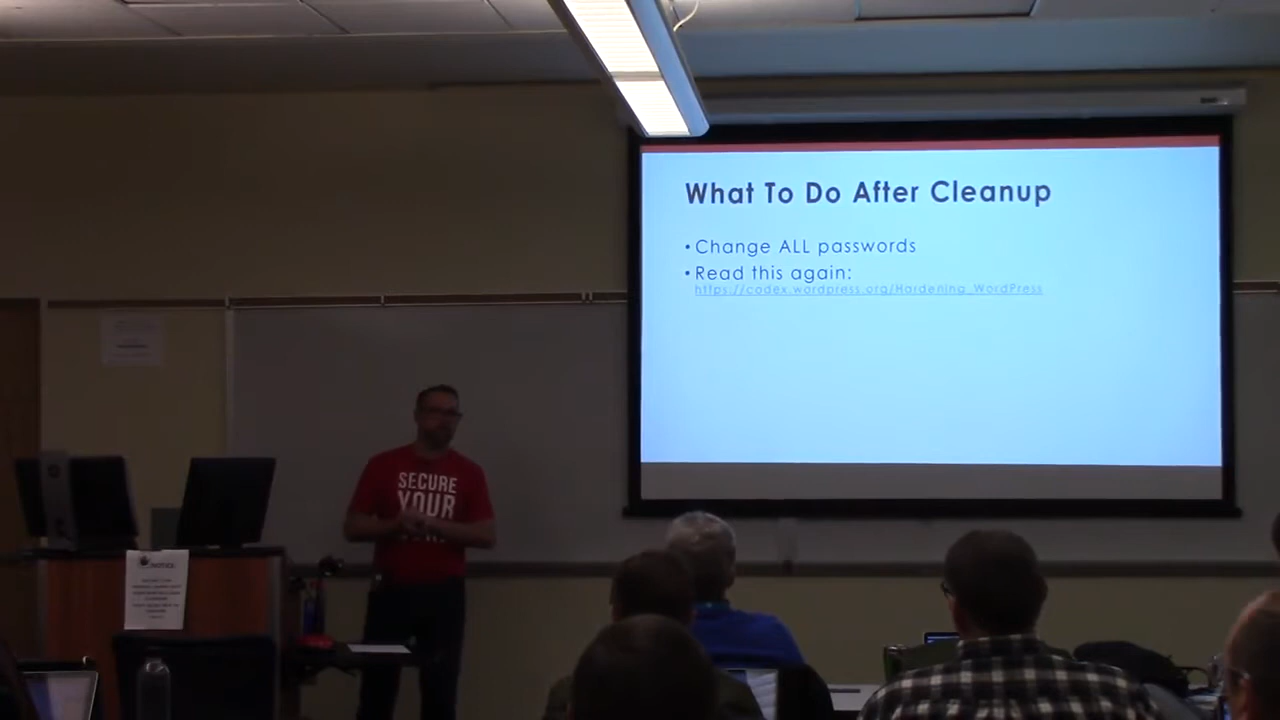 What To Do After Cleanup
• Change ALL passwords
• Read this again:
https://codex.wordpress.org/Hardening_WordPress
SECURE
YOUR